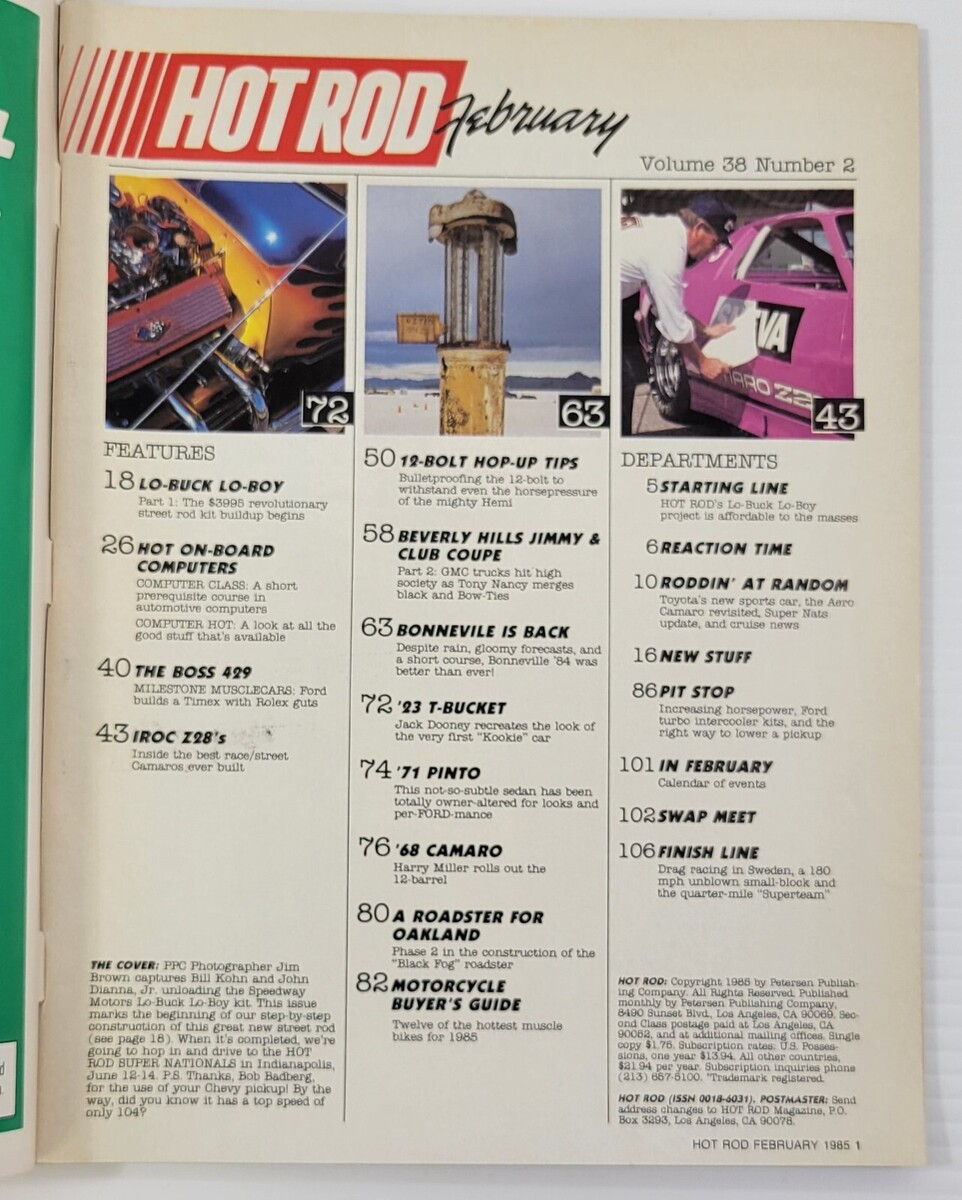 HOT ROD February
Volume 38 Number 2
72
63
VA
Z2
43
FEATURES
18 LO-BUCK LO-BOY
Part 1: The $3995 revolutionary
street rod kit buildup begins
26 HOT ON-BOARD
COMPUTERS
COMPUTER CLASS: A short
prerequisite course in
automotive computers
COMPUTER HOT: A look at all the
good stuff that's available
40 THE BOSS 429
MILESTONE MUSCLECARS: Ford
builds a Timex with Rolex guts
43 IROC Z28's
Inside the best race/street
Camaros ever built
THE COVER: PPC Photographer Jim
Brown captures Bill Kohn and John
Dianna, Jr. unloading the Speedway
Motors Lo-Buck Lo-Boy kit. This issue
marks the beginning of our step-by-step
construction of this great new street rod
(see page 18). When it's completed, we're
going to hop in and drive to the HOT
ROD SUPER NATIONALS in Indianapolis,
June 12-14. P.S. Thanks, Bob Badberg,
for the use of your Chevy pickup! By the
way, did you know it has a top speed of
only 104?
50 12-BOLT HOP-UP TIPS
Bulletproofing the 12-bolt to
withstand even the horsepressure
of the mighty Hemi
58 BEVERLY HILLS JIMMY &
CLUB COUPE
Part 2: GMC trucks hit high
society as Tony Nancy merges
black and Bow-Ties
63 BONNEVILE IS BACK
Despite rain, gloomy forecasts, and
a short course, Bonneville '84 was
better than ever!
72 '23 T-BUCKET
Jack Dooney recreates the look of
the very first "Kookie" car
74 '71 PINTO
This not-so-subtle sedan has been
totally owner-altered for looks and
per-FORD-mance
76 '68 CAMARO
Harry Miller rolls out the
12-barrel
80 A ROADSTER FOR
OAKLAND
Phase 2 in the construction of the
"Black Fog" roadster
82 MOTORCYCLE
BUYER'S GUIDE
Twelve of the hottest muscle
bikes for 1985
DEPARTMENTS
5 STARTING LINE
HOT ROD's Lo-Buck Lo-Boy
project is affordable to the masses
6 REACTION TIME
10 RODDIN' AT RANDOM
Toyota's new sports car, the Aero
Camaro revisited, Super Nats
update, and cruise news
16 NEW STUFF
86 PIT STOP
Increasing horsepower, Ford
turbo intercooler kits, and the
right way to lower a pickup
101 IN FEBRUARY
Calendar of events
102 SWAP MEET
106 FINISH LINE
Drag racing in Sweden, a 180
mph unblown small-block and
the quarter-mile "Superteam"
HOT ROD: Copyright 1985 by Petersen Publish-
ing Company. All Rights Reserved. Published
monthly by Petersen Publishing Company,
8490 Sunset Blvd., Los Angeles, CA 90069. Sec-
ond Class postage paid at Los Angeles, CA
90052, and at additional mailing offices. Single
copy $1.75. Subscription rates: U.S. Posses-
sions, one year $13.94. All other countries,
$21.94 per year. Subscription inquiries phone
(213) 657-5100. *Trademark registered.
HOT ROD (ISSN 0018-6031). POSTMASTER: Send
address changes to HOT ROD Magazine, P.O.
Box 3293, Los Angeles, CA 90078.
HOT ROD FEBRUARY 1985 1